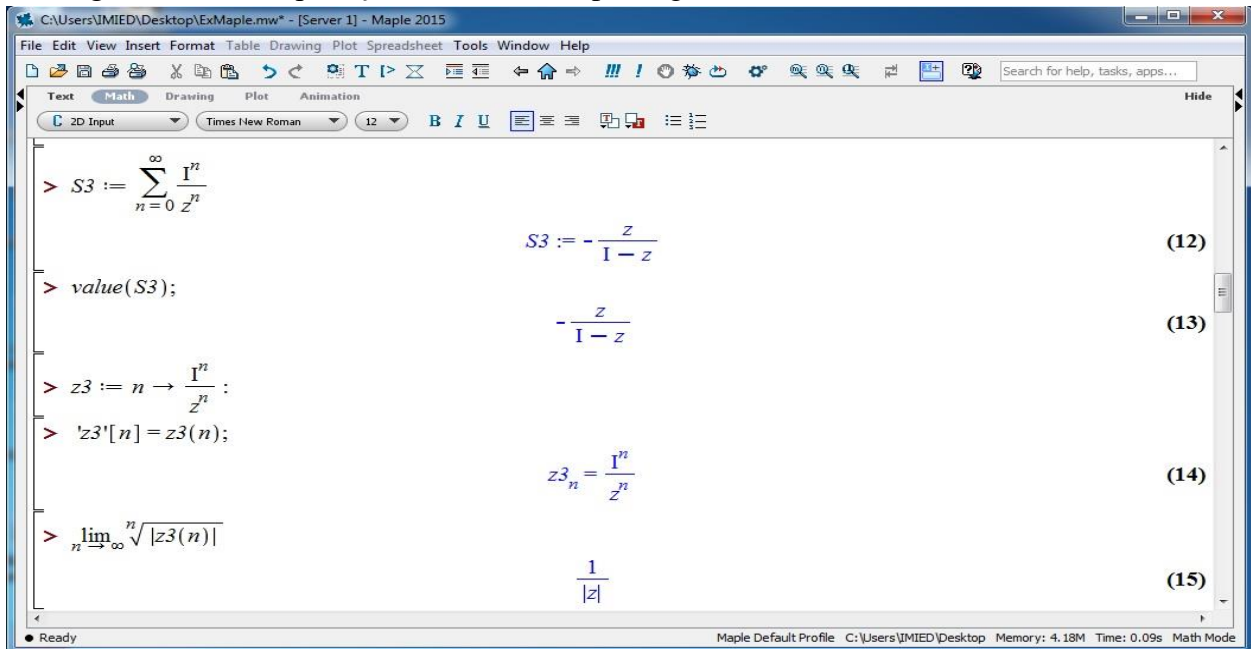 C:\Users\IMIED\Desktop\ExMaple.mw* - [Server 1] - Maple 2015
File Edit View Insert Format Table Drawing Plot Spreadsheet Tools Window Help
Search for help, tasks, apps...
Text Math Drawing Plot Animation Hide
C 2D Input Times New Roman 12 B I U
> S3 := ∑_{n=0}^{∞} I^n/z^n
S3 := - z/(I − z) (12)
> value(S3);
- z/(I − z) (13)
> z3 := n → I^n/z^n :
> 'z3'[n] = z3(n);
z3_n = I^n/z^n (14)
> lim_{n→∞} ⁿ√|z3(n)|
1/|z| (15)
Ready Maple Default Profile C:\Users\IMIED\Desktop Memory: 4.18M Time: 0.09s Math Mode